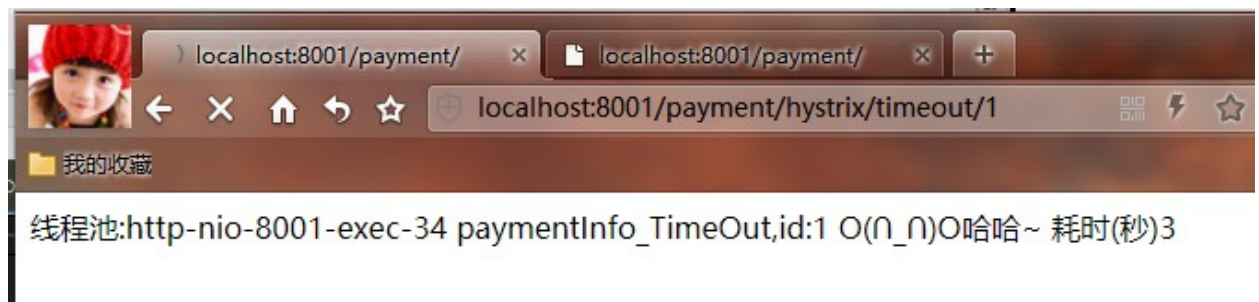 localhost:8001/payment/
localhost:8001/payment/
localhost:8001/payment/hystrix/timeout/1
我的收藏
线程池:http-nio-8001-exec-34 paymentInfo_TimeOut,id:1 O(∩_∩)O哈哈~ 耗时(秒)3